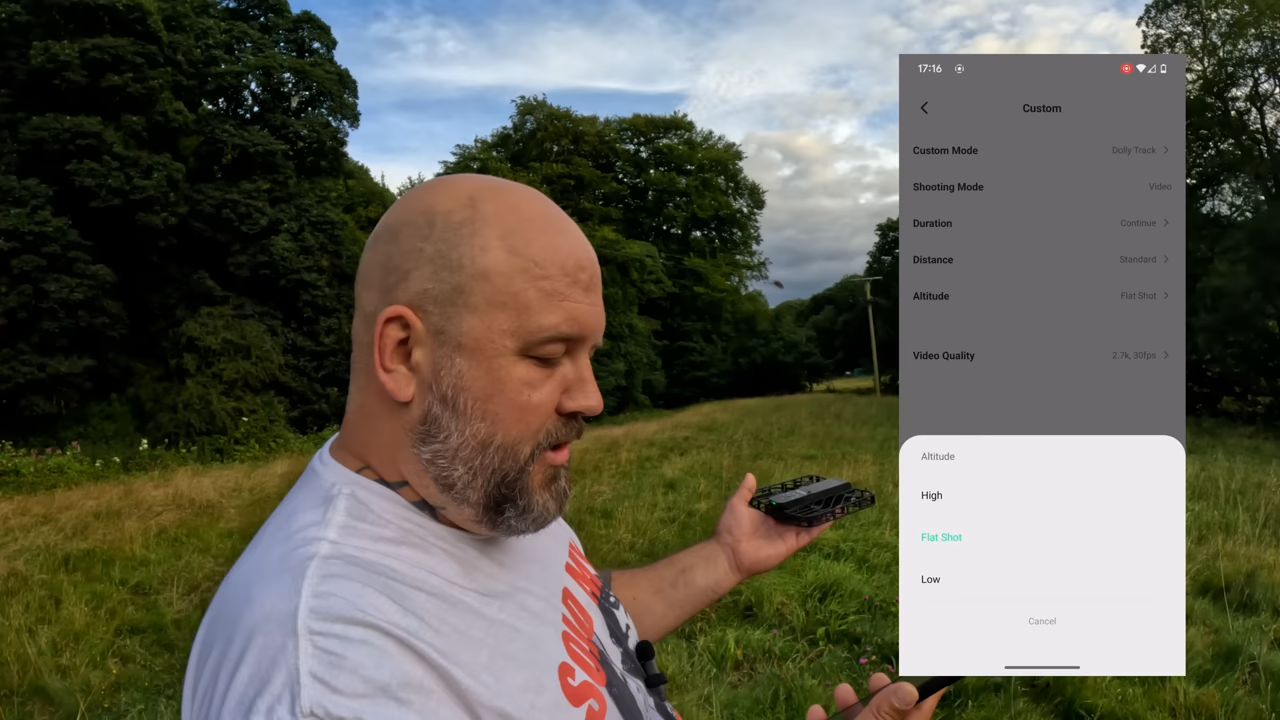 17:16
Custom
Custom Mode Dolly Track
Shooting Mode Video
Duration Continue
Distance Standard
Altitude Flat Shot
Video Quality 2.7k, 30fps
Altitude
High
Flat Shot
Low
Cancel
SOLO